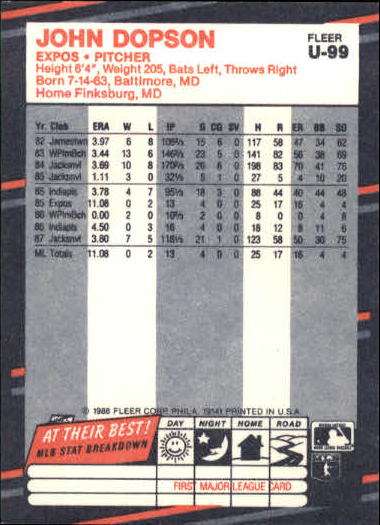 JOHN DOPSON
FLEER
U-99
EXPOS • PITCHER
Height 6'4", Weight 205, Bats Left, Throws Right
Born 7-14-63, Baltimore, MD
Home Finksburg, MD
Yr. Club ERA W L IP G CG SV H R ER BB SO
82 Jamestwn 3.97 6 8 106⅔ 15 6 0 117 58 47 34 62
83 WPlmBch 3.44 13 6 146⅔ 23 5 0 141 82 56 38 69
84 Jacksnvl 3.69 10 8 170⅔ 26 8 0 198 83 70 41 76
85 Jacksnvl 1.11 3 0 32⅓ 5 1 0 27 5 4 10 20
85 Indiapls 3.78 4 7 95⅓ 18 3 0 88 44 40 44 48
85 Expos 11.08 0 2 13 4 0 0 25 17 16 4 4
86 WPlmBch 0.00 2 0 10 3 0 0 8 0 0 4 8
86 Indiapls 4.50 0 3 16 4 0 0 18 12 8 11 6
87 Jacksnvl 3.80 7 5 118⅓ 21 1 0 123 58 50 30 75
ML Totals 11.08 0 2 13 4 0 0 25 17 16 4 4
© 1988 FLEER CORP. PHILA. 19141 PRINTED IN U.S.A.
AT THEIR BEST!
MLB STAT BREAKDOWN
DAY NIGHT HOME ROAD
FIRST MAJOR LEAGUE CARD